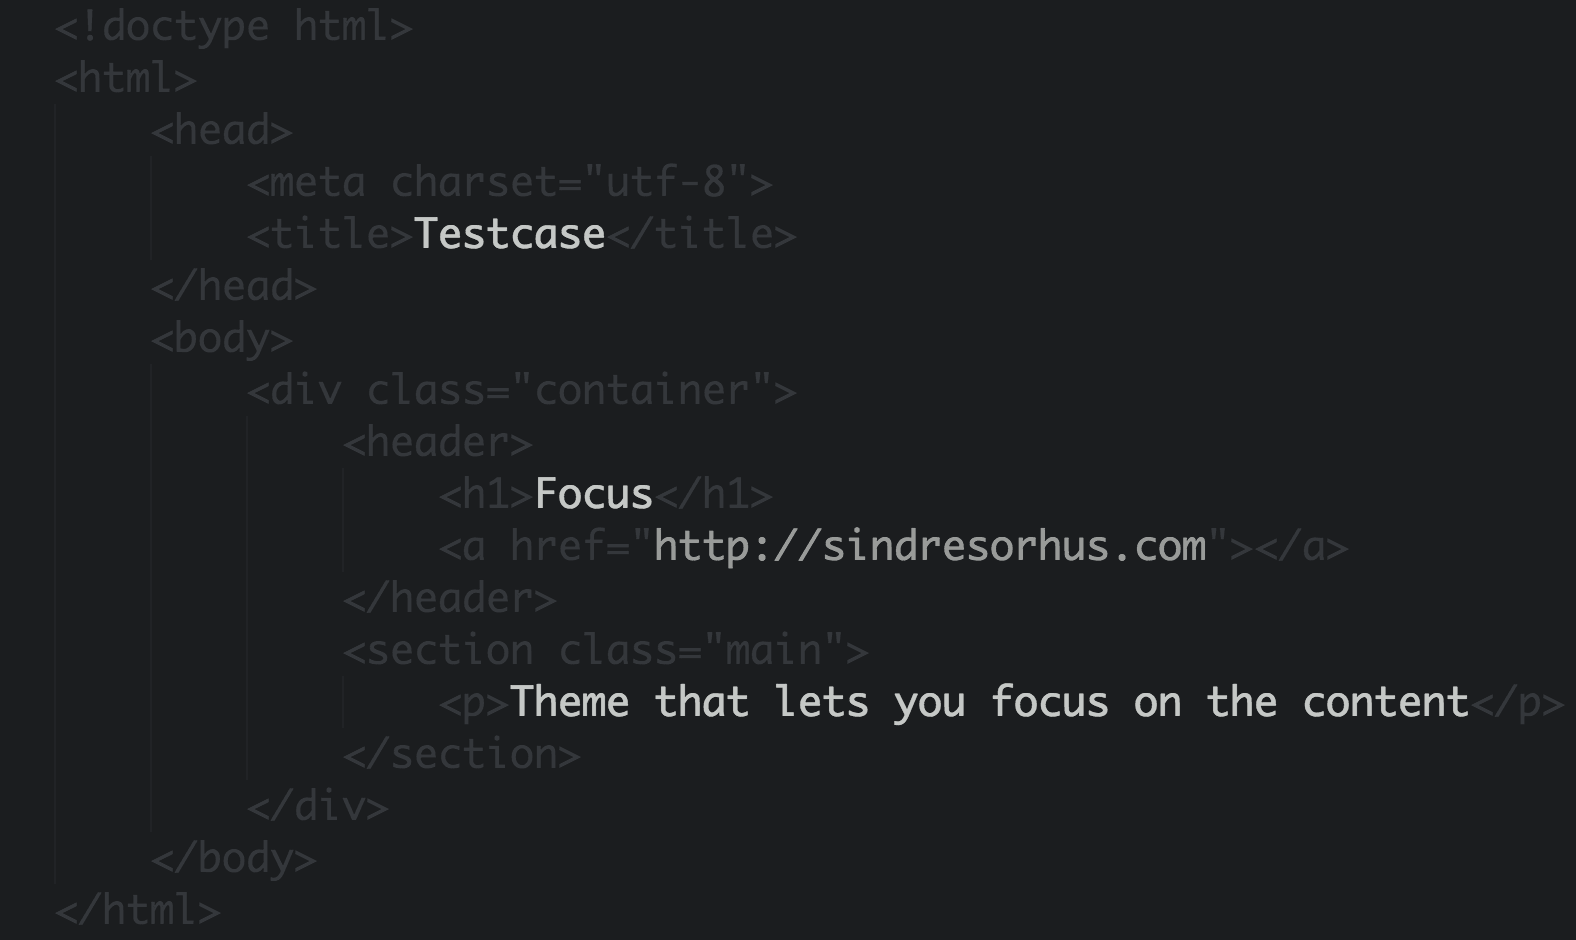 <!doctype html>
<html>
    <head>
        <meta charset="utf-8">
        <title>Testcase</title>
    </head>
    <body>
        <div class="container">
            <header>
                <h1>Focus</h1>
                <a href="http://sindresorhus.com"></a>
            </header>
            <section class="main">
                <p>Theme that lets you focus on the content</p>
            </section>
        </div>
    </body>
</html>